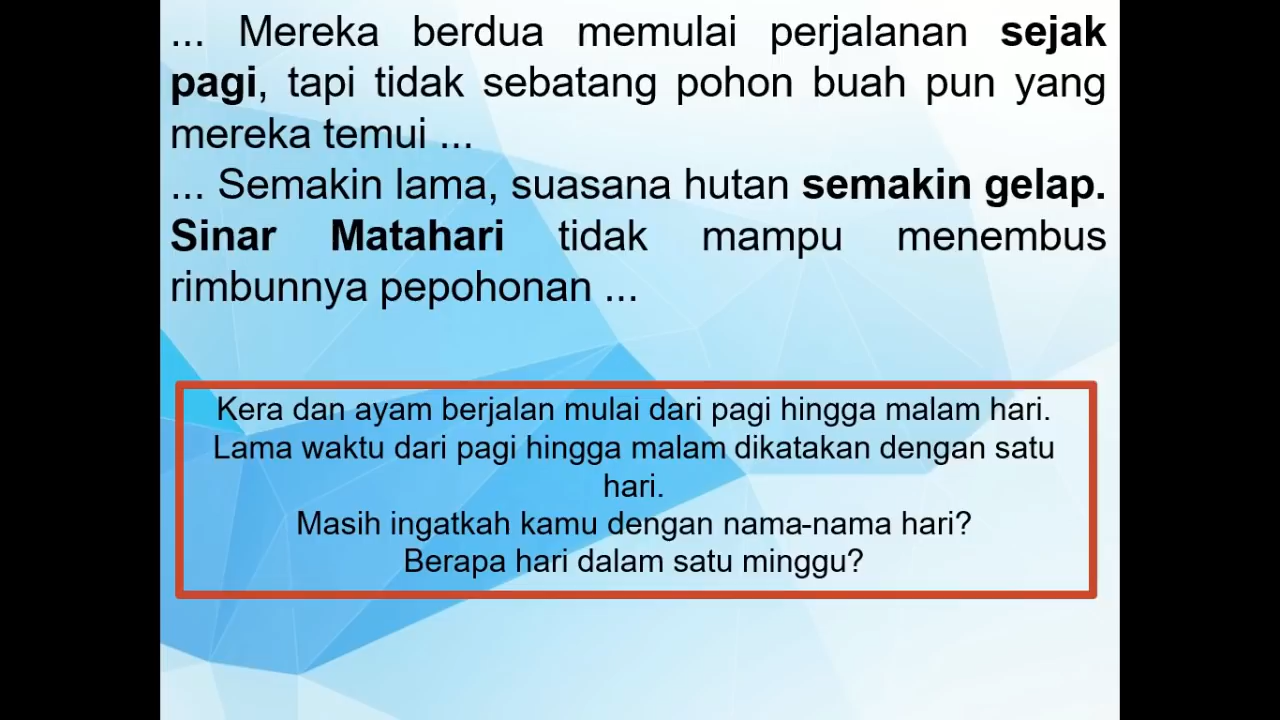 ... Mereka berdua memulai perjalanan sejak
pagi, tapi tidak sebatang pohon buah pun yang
mereka temui ...
... Semakin lama, suasana hutan semakin gelap.
Sinar Matahari tidak mampu menembus
rimbunnya pepohonan ...
Kera dan ayam berjalan mulai dari pagi hingga malam hari.
Lama waktu dari pagi hingga malam dikatakan dengan satu
hari.
Masih ingatkah kamu dengan nama-nama hari?
Berapa hari dalam satu minggu?